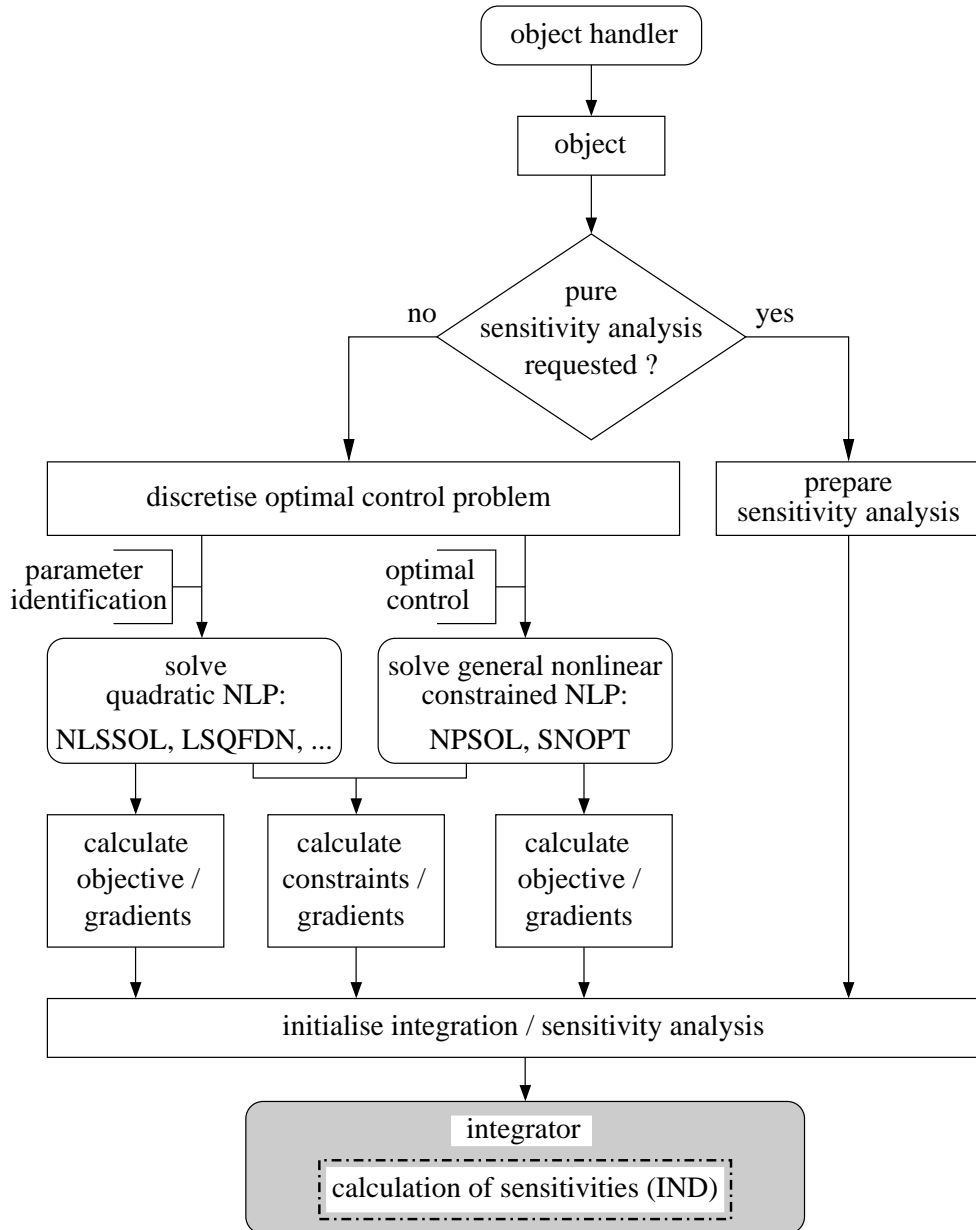 object handler
object
pure
sensitivity analysis
requested ?
no
yes
discretise optimal control problem
prepare
sensitivity analysis
parameter
identification
optimal
control
solve
quadratic NLP:
NLSSOL, LSQFDN, ...
solve general nonlinear
constrained NLP:
NPSOL, SNOPT
calculate
objective /
gradients
calculate
constraints /
gradients
calculate
objective /
gradients
initialise integration / sensitivity analysis
integrator
calculation of sensitivities (IND)